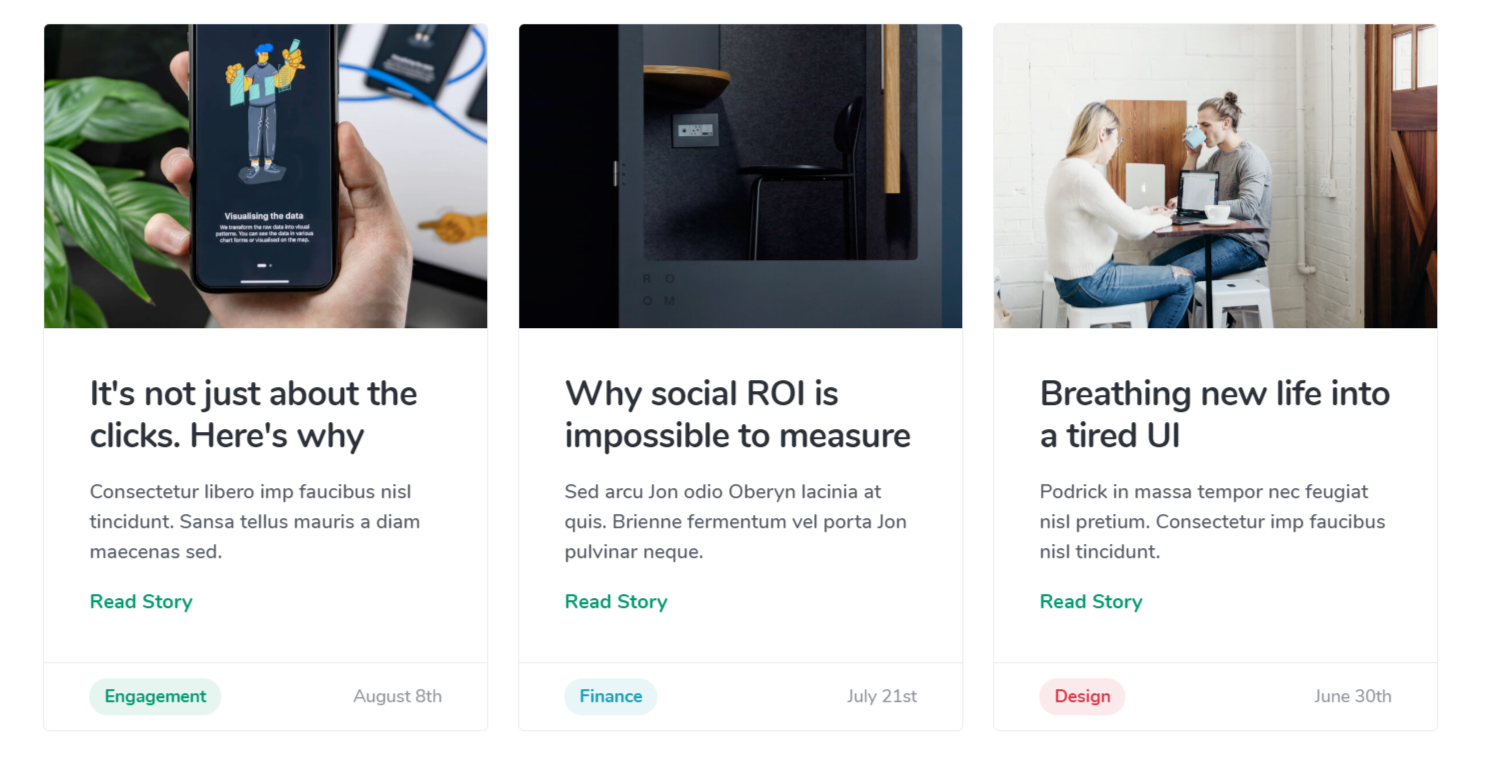 Visualising the data
We transform the raw data into visual
patterns. You can see the data in various
chart forms or visualised on the map.
R O
O M
It's not just about the
clicks. Here's why
Consectetur libero imp faucibus nisl
tincidunt. Sansa tellus mauris a diam
maecenas sed.
Read Story
Engagement
August 8th
Why social ROI is
impossible to measure
Sed arcu Jon odio Oberyn lacinia at
quis. Brienne fermentum vel porta Jon
pulvinar neque.
Read Story
Finance
July 21st
Breathing new life into
a tired UI
Podrick in massa tempor nec feugiat
nisl pretium. Consectetur imp faucibus
nisl tincidunt.
Read Story
Design
June 30th